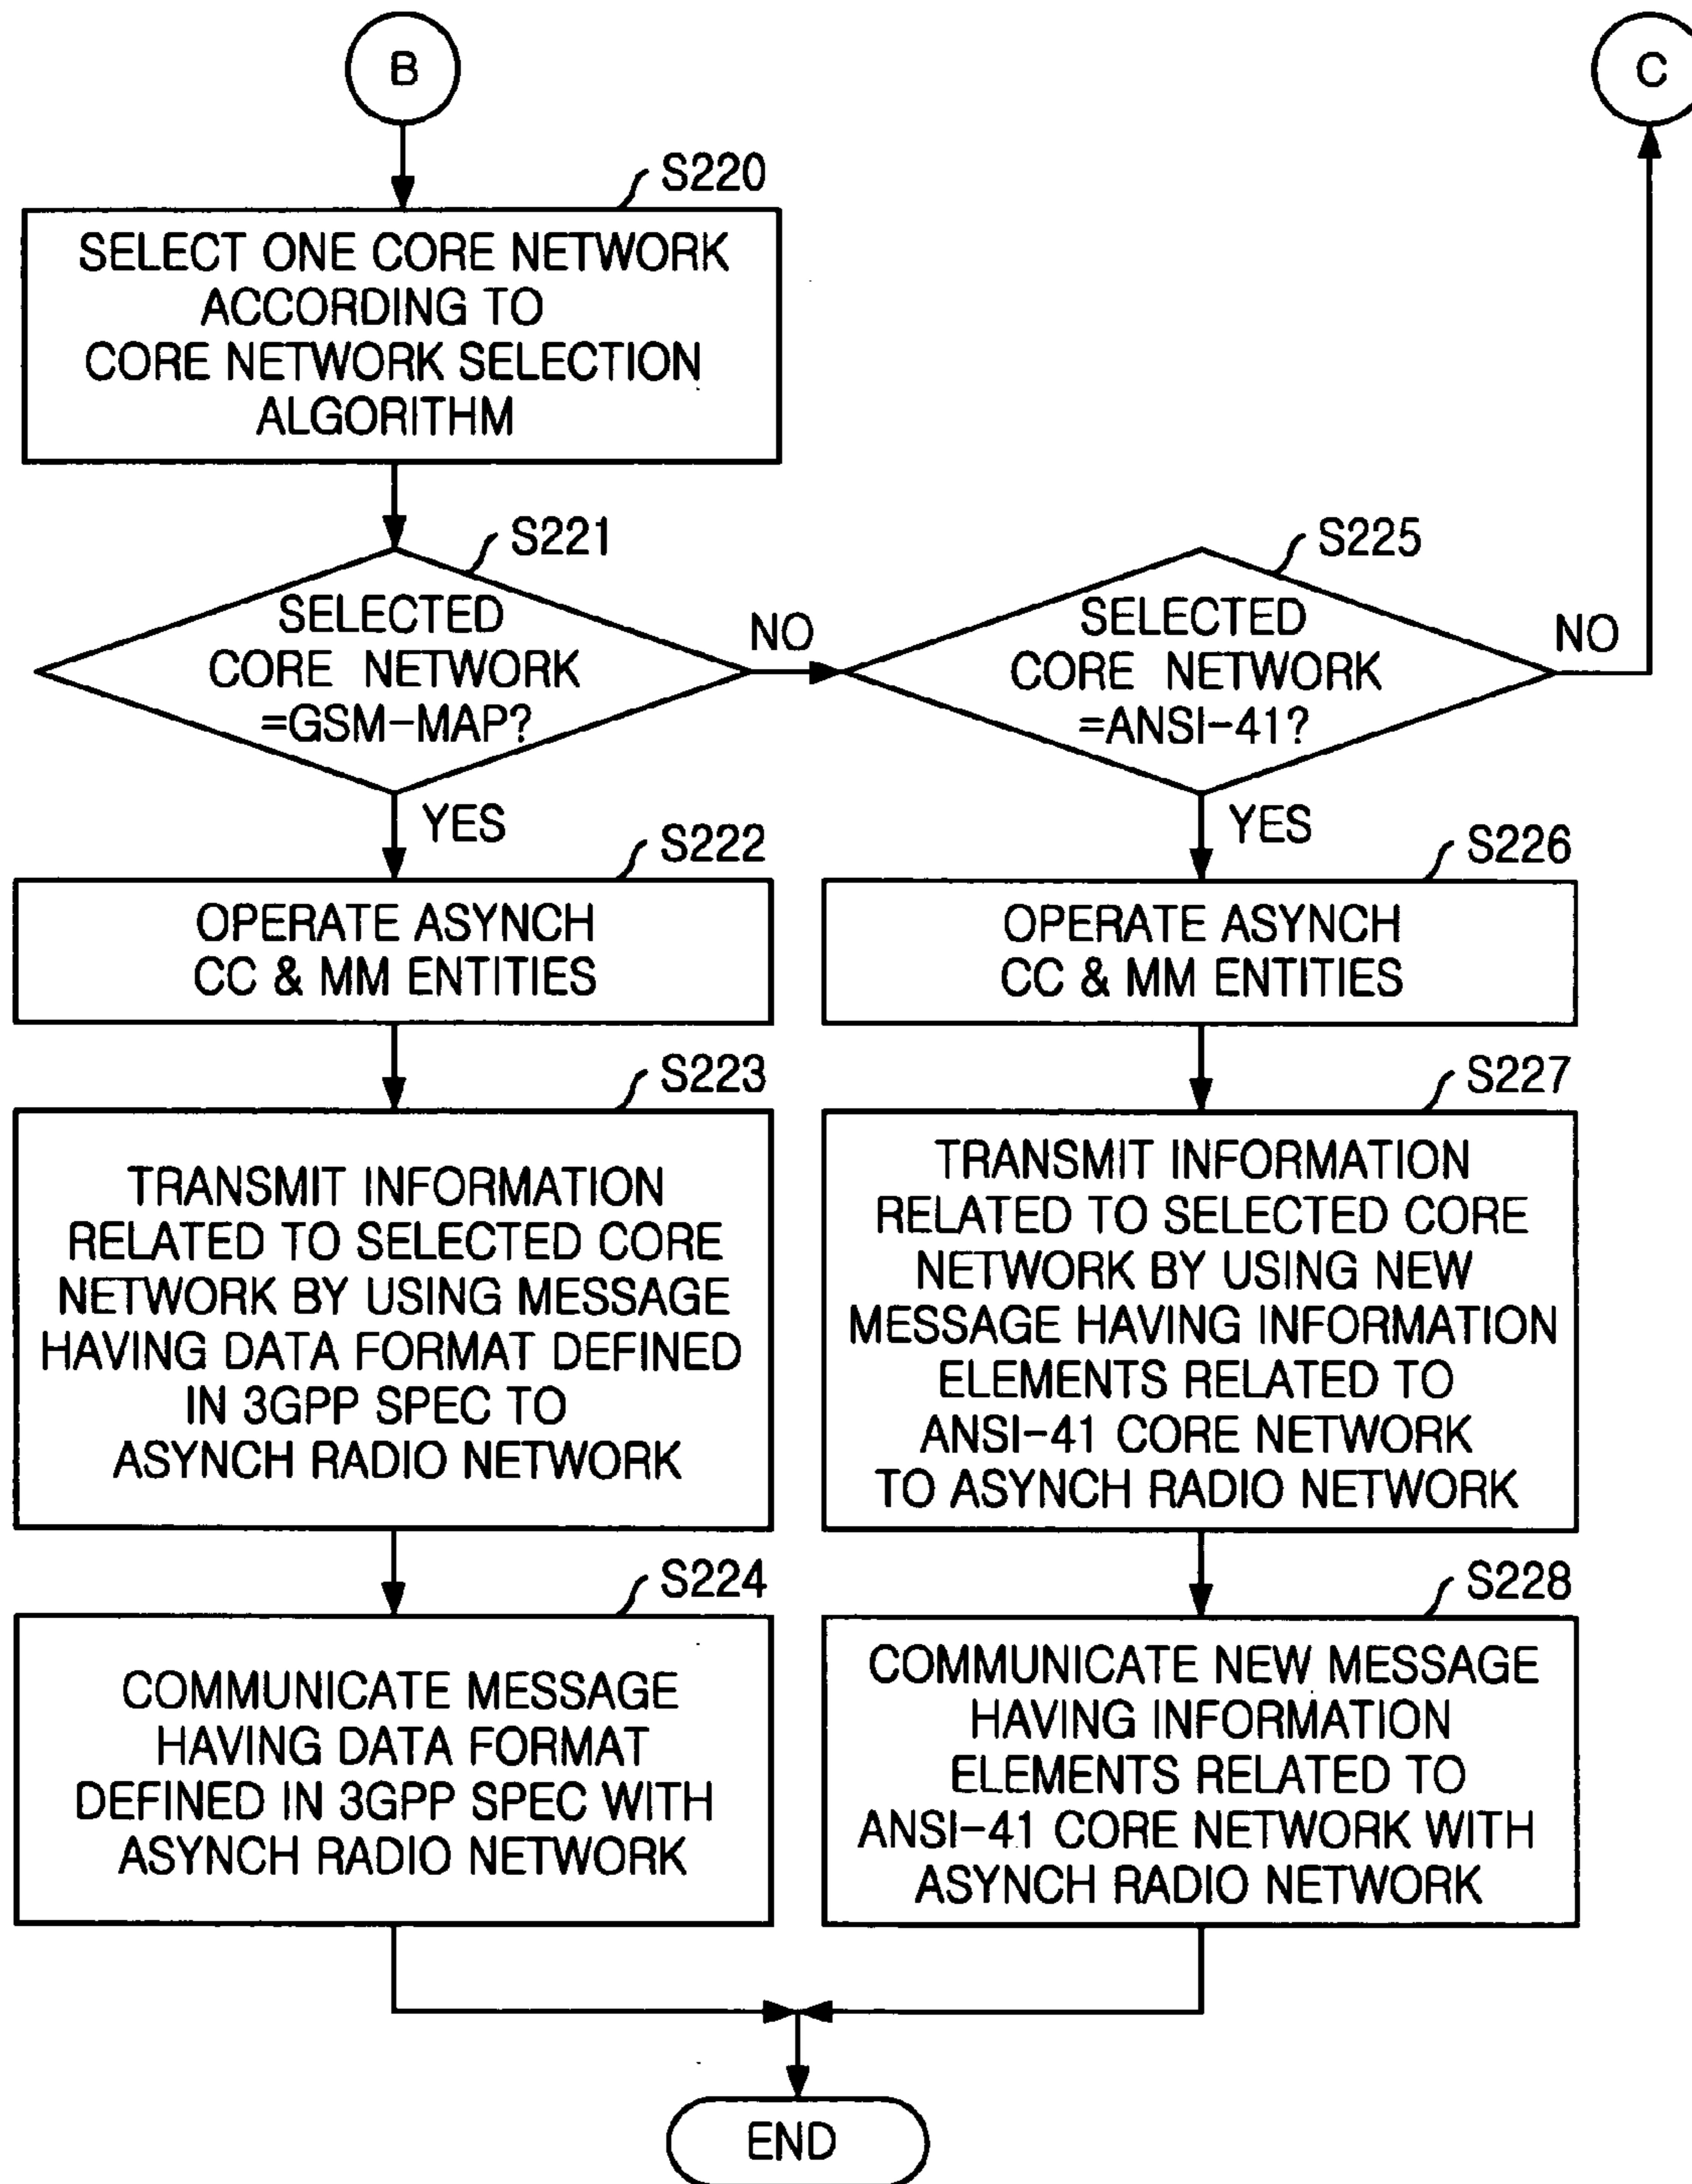 B
C
S220
SELECT ONE CORE NETWORK
ACCORDING TO
CORE NETWORK SELECTION
ALGORITHM
S221
SELECTED
CORE NETWORK
=GSM-MAP?
NO
YES
S225
SELECTED
CORE NETWORK
=ANSI-41?
NO
YES
S222
OPERATE ASYNCH
CC & MM ENTITIES
S226
OPERATE ASYNCH
CC & MM ENTITIES
S223
TRANSMIT INFORMATION
RELATED TO SELECTED CORE
NETWORK BY USING MESSAGE
HAVING DATA FORMAT DEFINED
IN 3GPP SPEC TO
ASYNCH RADIO NETWORK
S227
TRANSMIT INFORMATION
RELATED TO SELECTED CORE
NETWORK BY USING NEW
MESSAGE HAVING INFORMATION
ELEMENTS RELATED TO
ANSI-41 CORE NETWORK
TO ASYNCH RADIO NETWORK
S224
COMMUNICATE MESSAGE
HAVING DATA FORMAT
DEFINED IN 3GPP SPEC WITH
ASYNCH RADIO NETWORK
S228
COMMUNICATE NEW MESSAGE
HAVING INFORMATION
ELEMENTS RELATED TO
ANSI-41 CORE NETWORK WITH
ASYNCH RADIO NETWORK
END